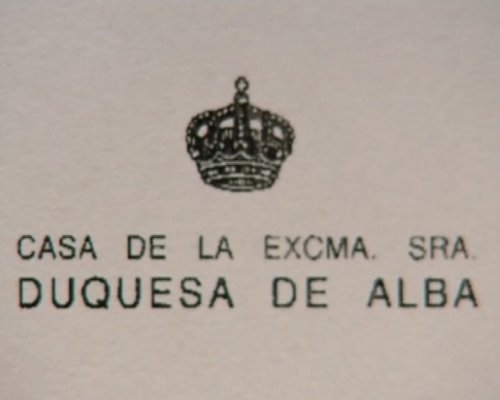 CASA DE LA EXCMA. SRA.
DUQUESA DE ALBA